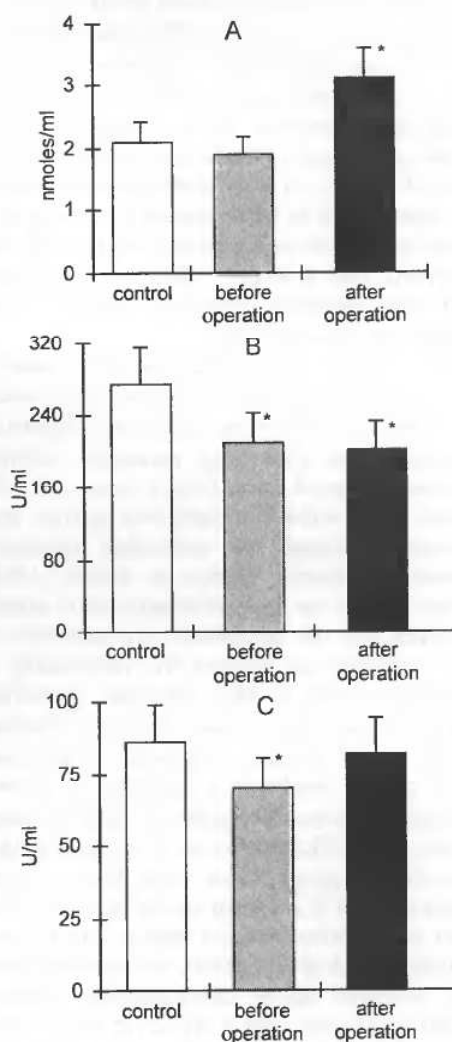 A
4
3
2
1
0
nmoles/ml
*
control
before operation
after operation
B
320
240
160
80
0
U/ml
*
*
control
before operation
after operation
C
100
75
50
25
0
U/ml
*
control
before operation
after operation